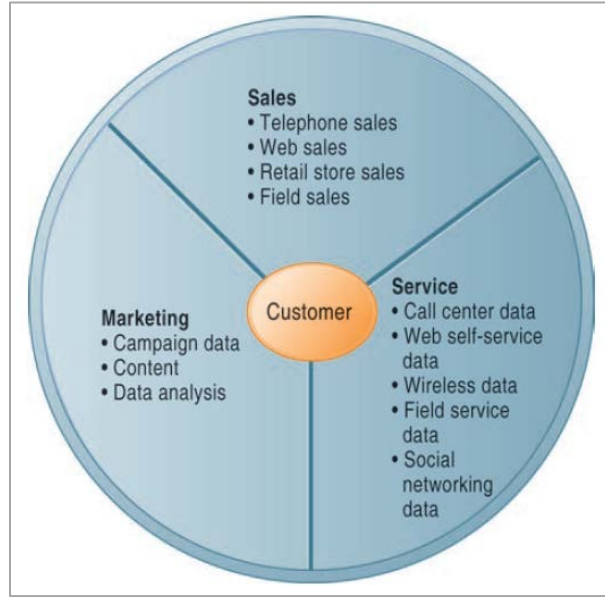 Sales
• Telephone sales
• Web sales
• Retail store sales
• Field sales
Customer
Marketing
• Campaign data
• Content
• Data analysis
Service
• Call center data
• Web self-service
data
• Wireless data
• Field service
data
• Social
networking
data